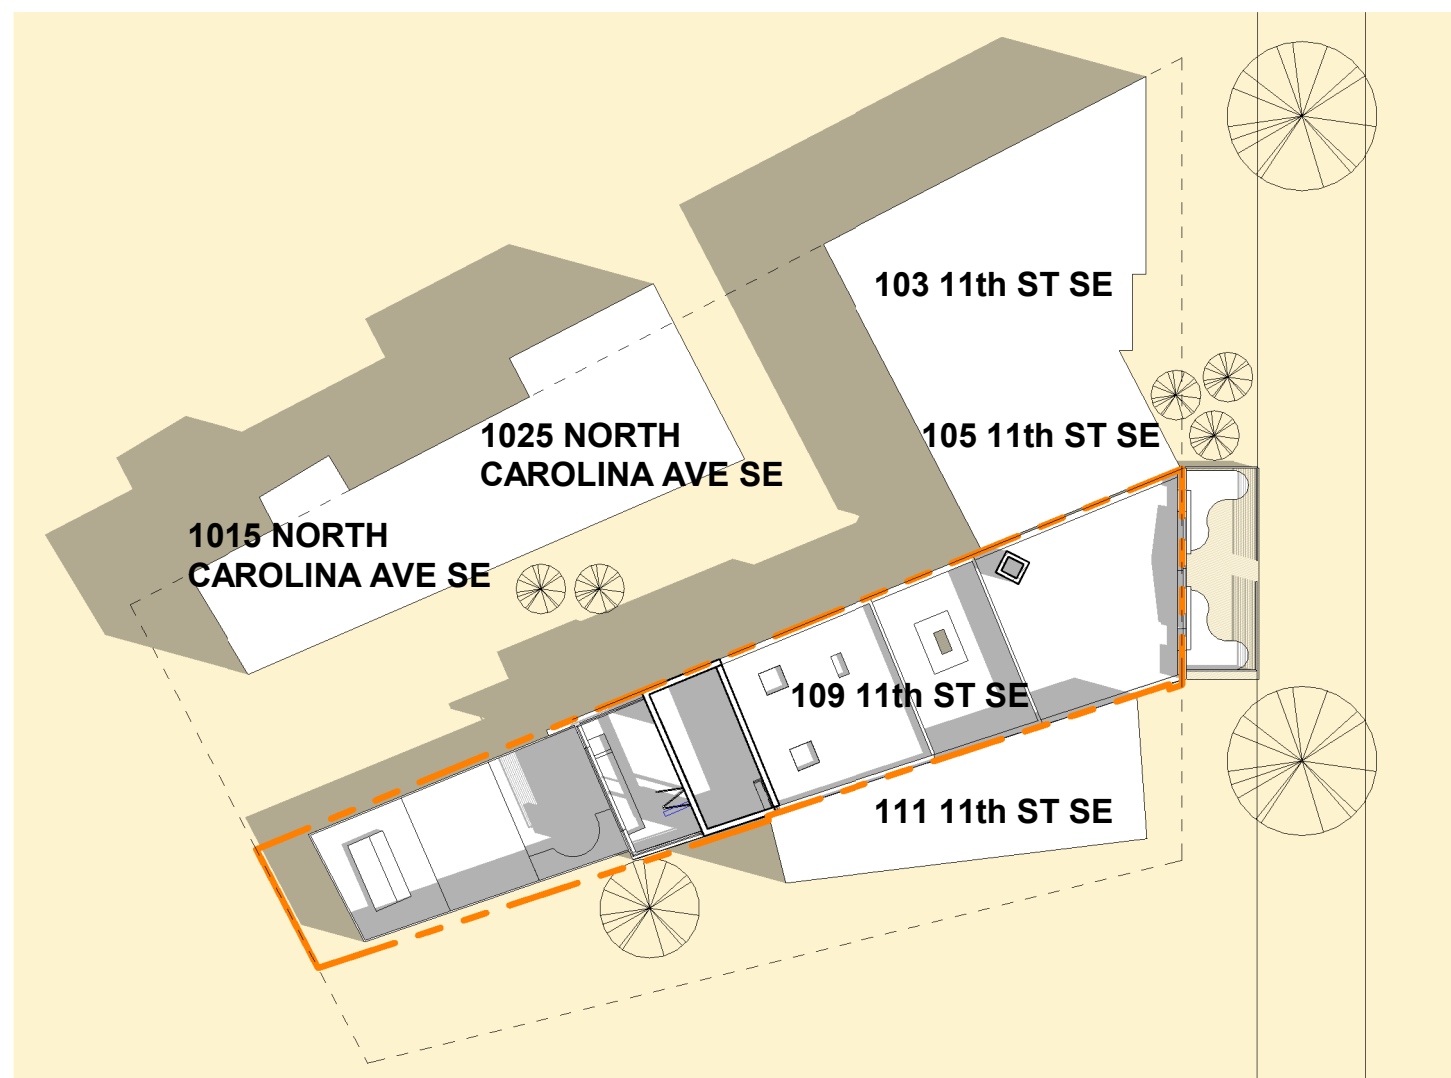 103 11th ST SE
105 11th ST SE
1025 NORTH
CAROLINA AVE SE
1015 NORTH
CAROLINA AVE SE
109 11th ST SE
111 11th ST SE